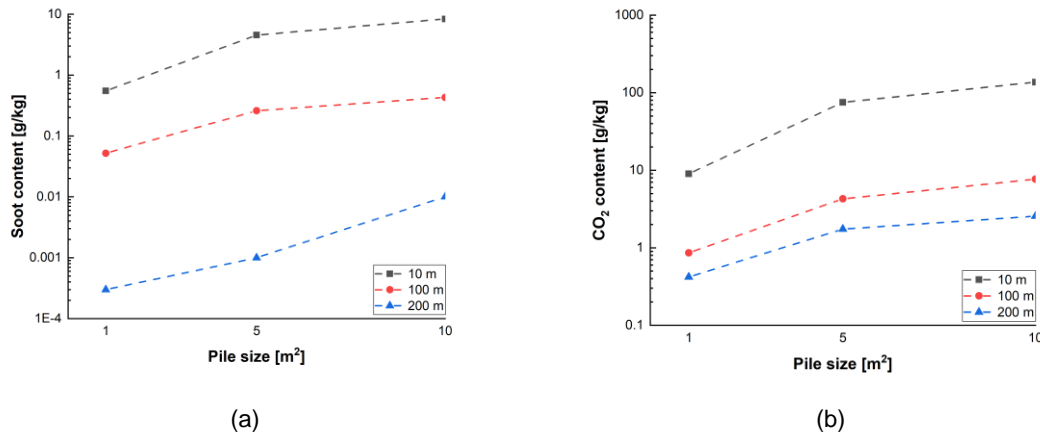 10
1
0.1
0.01
0.001
1E-4
Soot content [g/kg]
10 m
100 m
200 m
1
5
10
Pile size [m²]
(a)
1000
100
10
1
0.1
CO₂ content [g/kg]
10 m
100 m
200 m
1
5
10
Pile size [m²]
(b)